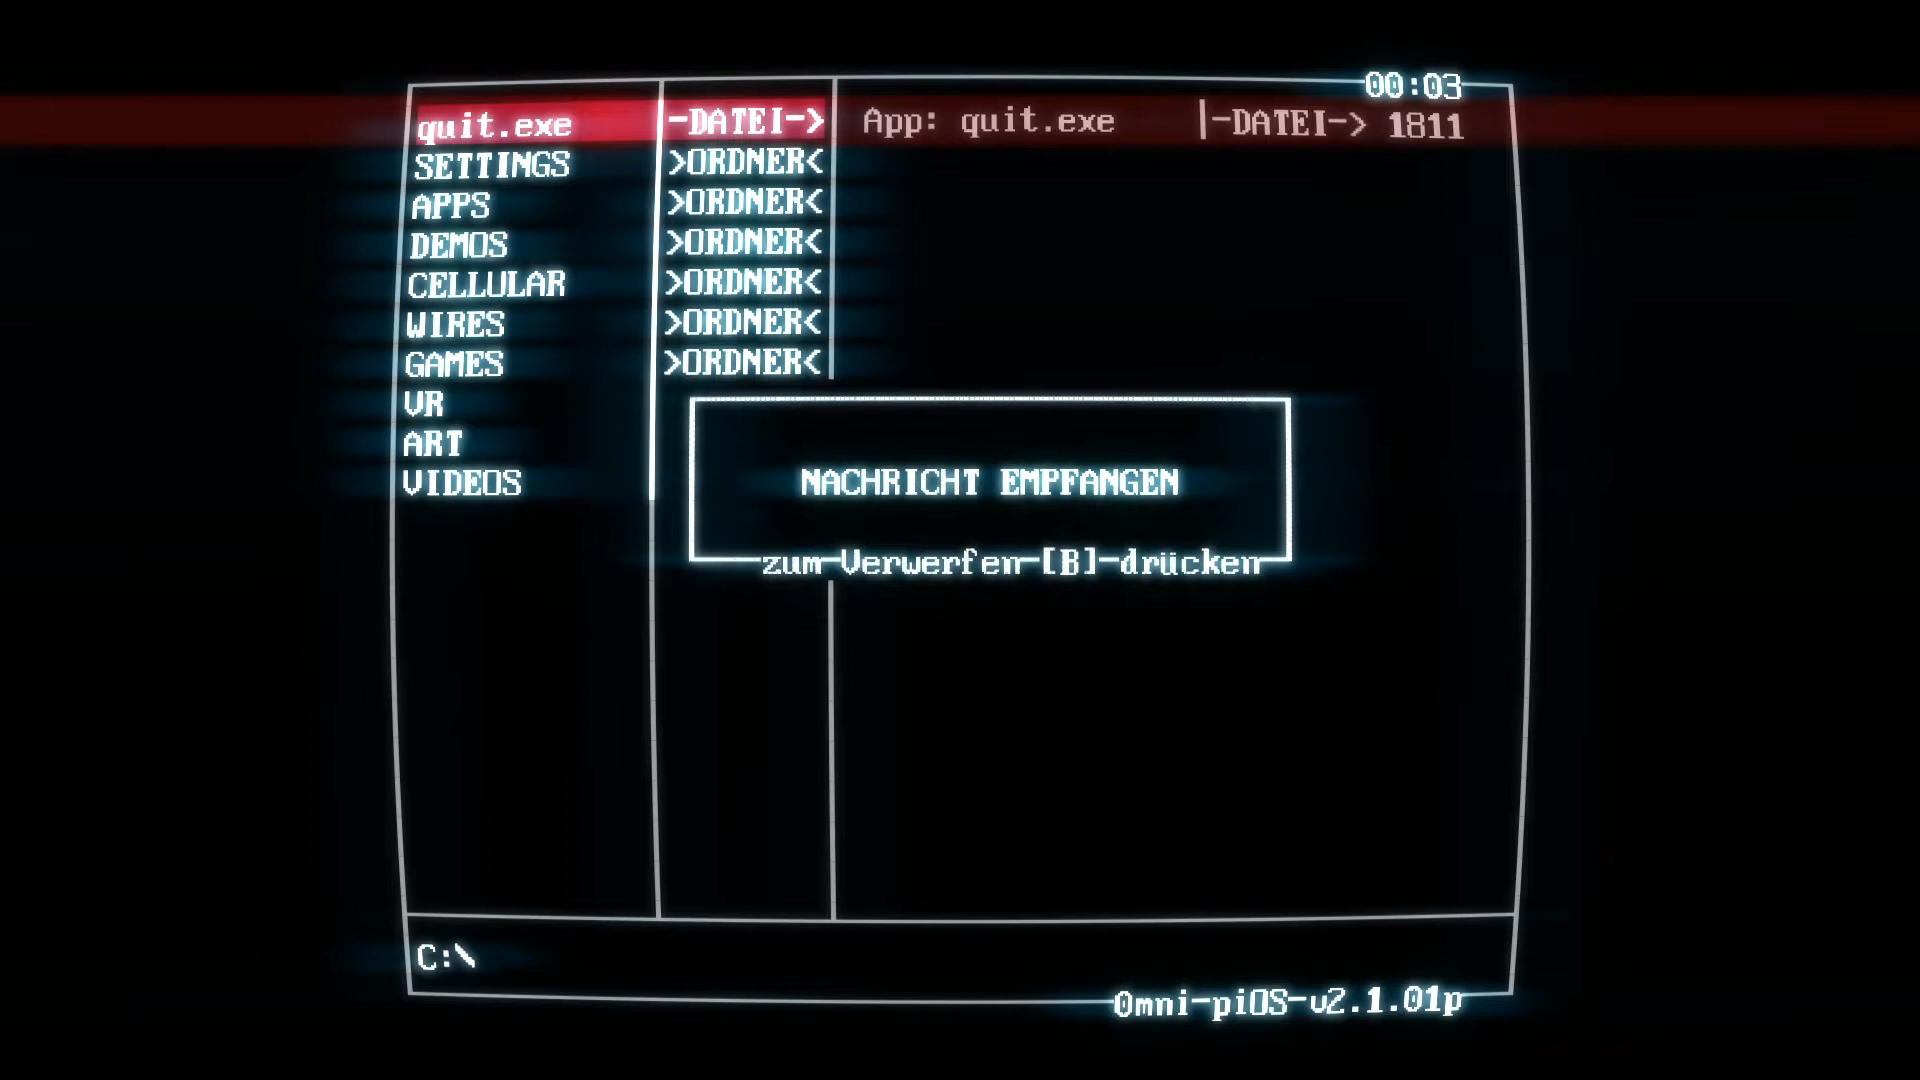 00:03
quit.exe -DATEI-> App: quit.exe |-DATEI-> 1811
SETTINGS >ORDNER<
APPS >ORDNER<
DEMOS >ORDNER<
CELLULAR >ORDNER<
WIRES >ORDNER<
GAMES >ORDNER<
VR
ART
VIDEOS
NACHRICHT EMPFANGEN
zum-Verwerfen-[B]-drücken
C:\
Omni-piOS-v2.1.01p